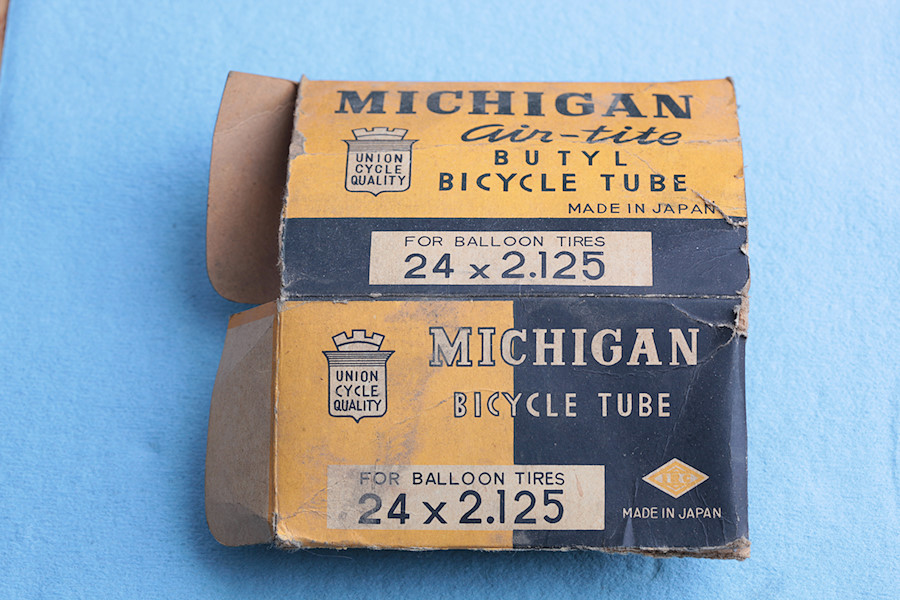 MICHIGAN
air-tite
BUTYL
BICYCLE TUBE
MADE IN JAPAN
UNION
CYCLE
QUALITY
FOR BALLOON TIRES
24 x 2.125
UNION
CYCLE
QUALITY
MICHIGAN
BICYCLE TUBE
FOR BALLOON TIRES
24 x 2.125
MADE IN JAPAN